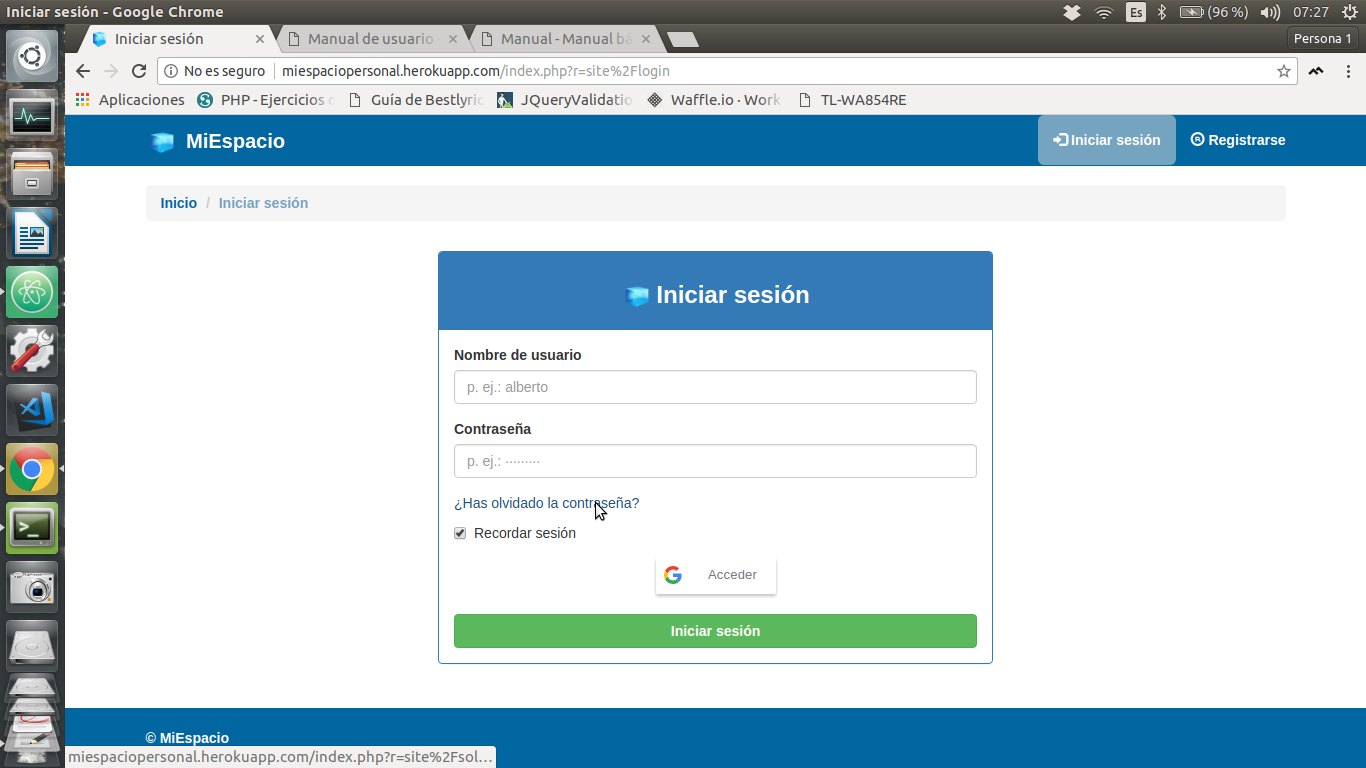 Iniciar sesión - Google Chrome
Es
(96 %)
07:27
Iniciar sesión
Manual de usuario
Manual - Manual ba
Persona 1
No es seguro
miespaciopersonal.herokuapp.com/index.php?r=site%2Flogin
Aplicaciones
PHP - Ejercicios
Guía de Bestlyric
JQueryValidatio
Waffle.io · Work
TL-WA854RE
MiEspacio
Iniciar sesión
Registrarse
Inicio / Iniciar sesión
Iniciar sesión
Nombre de usuario
p. ej.: alberto
Contraseña
p. ej.: ·········
¿Has olvidado la contraseña?
Recordar sesión
Acceder
Iniciar sesión
© MiEspacio
miespaciopersonal.herokuapp.com/index.php?r=site%2Fsol...